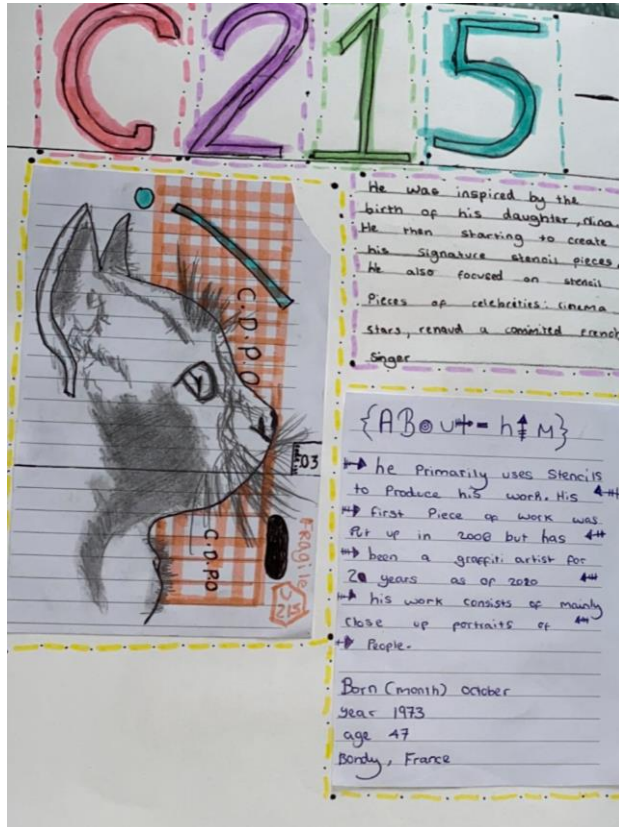 C215
He was inspired by the
birth of his daughter, nina.
He then starting to create
his signature stencil pieces.
He also focused on stencil
Pieces of celebrities: cinema
stars, renaud a commited french
singer
C.D.P.O
.03
C.D.PO
FRAGILE
215
{ABout-hiM}
he Primarily uses Stencils
to Produce his work. His
first Piece of work was
Put up in 2006 but has
been a graffiti artist for
20 years as of 2020
his work consists of mainly
close up portraits of
People.
Born (month) october
year 1973
age 47
Bondy, France